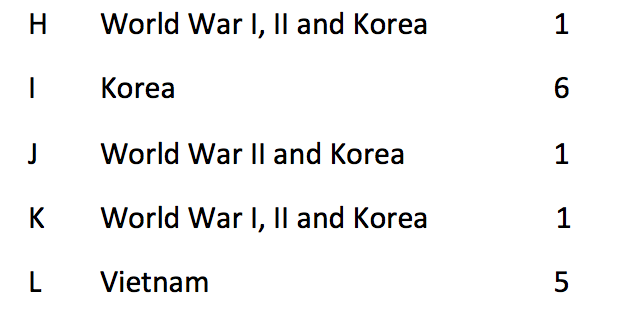 H World War I, II and Korea 1
I Korea 6
J World War II and Korea 1
K World War I, II and Korea 1
L Vietnam 5